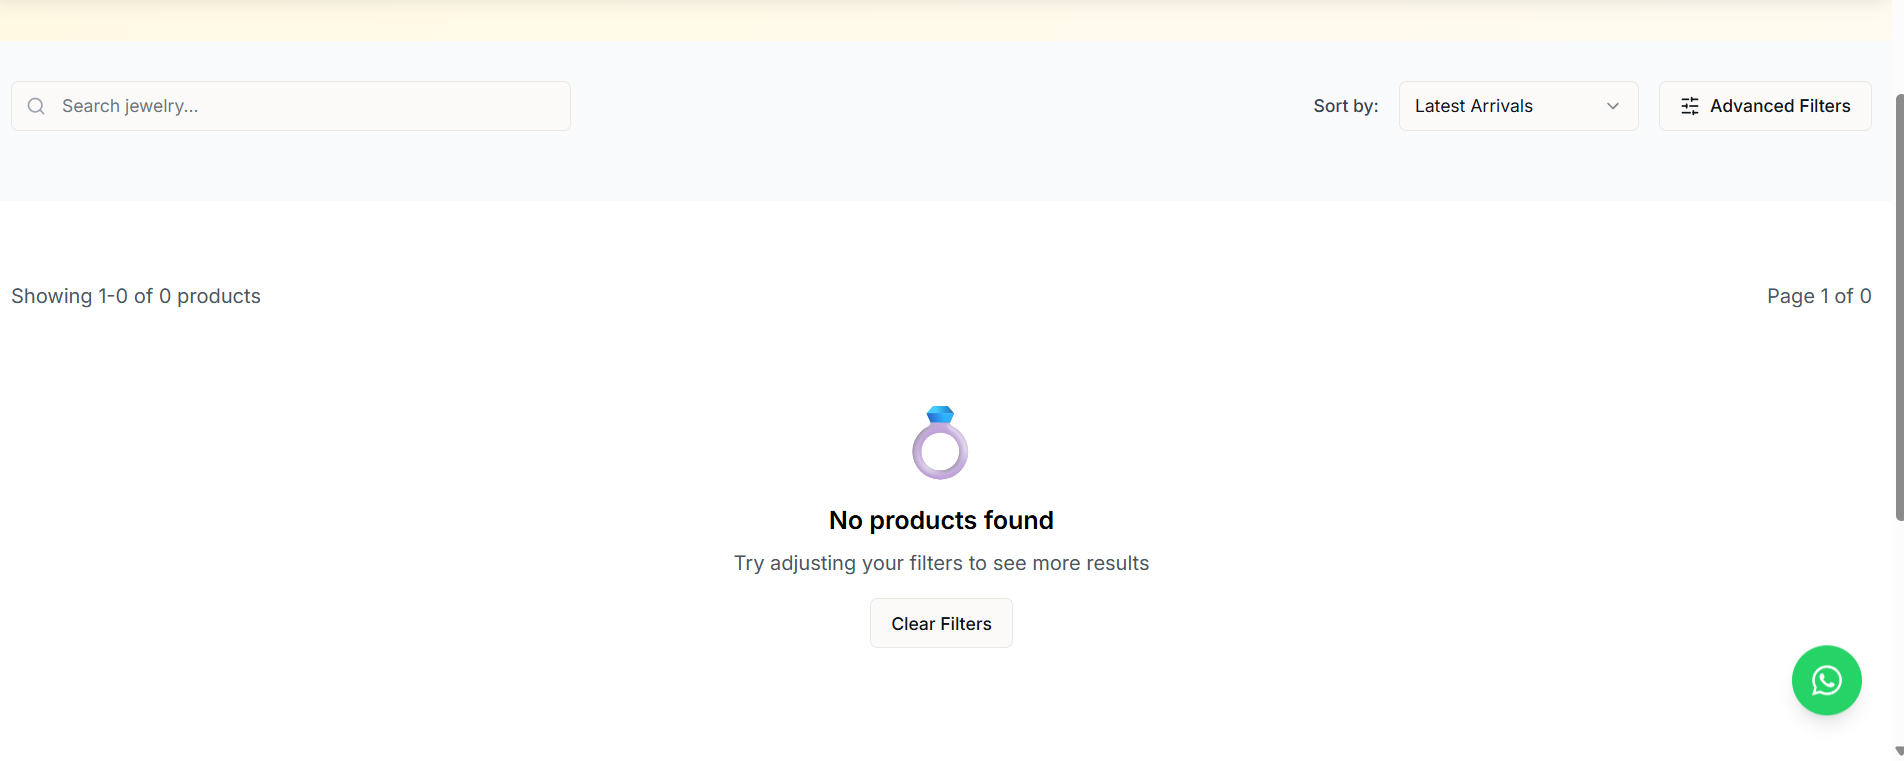 Search jewelry...
Sort by:
Latest Arrivals
Advanced Filters
Showing 1-0 of 0 products
Page 1 of 0
No products found
Try adjusting your filters to see more results
Clear Filters